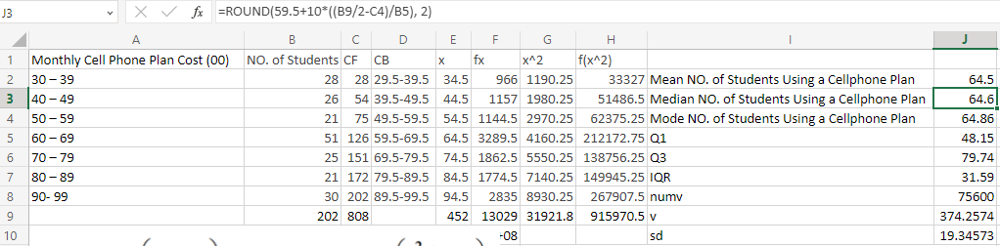 J3 fx =ROUND(59.5+10*((B9/2-C4)/B5), 2)
A B C D E F G H I J
1 Monthly Cell Phone Plan Cost (00) NO. of Students CF CB x fx x^2 f(x^2)
2 30 – 39 28 28 29.5-39.5 34.5 966 1190.25 33327 Mean NO. of Students Using a Cellphone Plan 64.5
3 40 – 49 26 54 39.5-49.5 44.5 1157 1980.25 51486.5 Median NO. of Students Using a Cellphone Plan 64.6
4 50 – 59 21 75 49.5-59.5 54.5 1144.5 2970.25 62375.25 Mode NO. of Students Using a Cellphone Plan 64.86
5 60 – 69 51 126 59.5-69.5 64.5 3289.5 4160.25 212172.75 Q1 48.15
6 70 – 79 25 151 69.5-79.5 74.5 1862.5 5550.25 138756.25 Q3 79.74
7 80 – 89 21 172 79.5-89.5 84.5 1774.5 7140.25 149945.25 IQR 31.59
8 90- 99 30 202 89.5-99.5 94.5 2835 8930.25 267907.5 numv 75600
9 202 808 452 13029 31921.8 915970.5 v 374.2574
10 -08 sd 19.34573